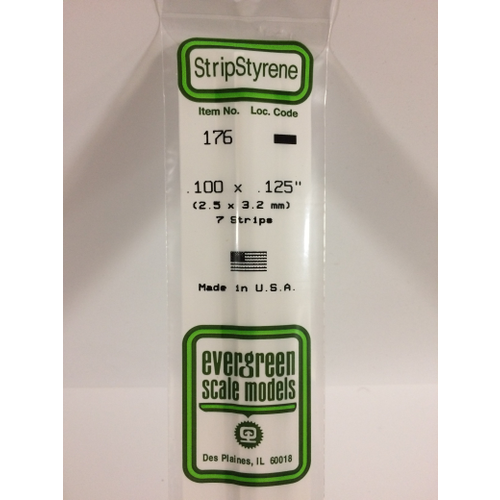 StripStyrene
Item No. Loc. Code
176
.100 x .125"
(2.5 x 3.2 mm)
7 Strips
Made in U.S.A.
evergreen
scale models
Des Plaines, IL 60018